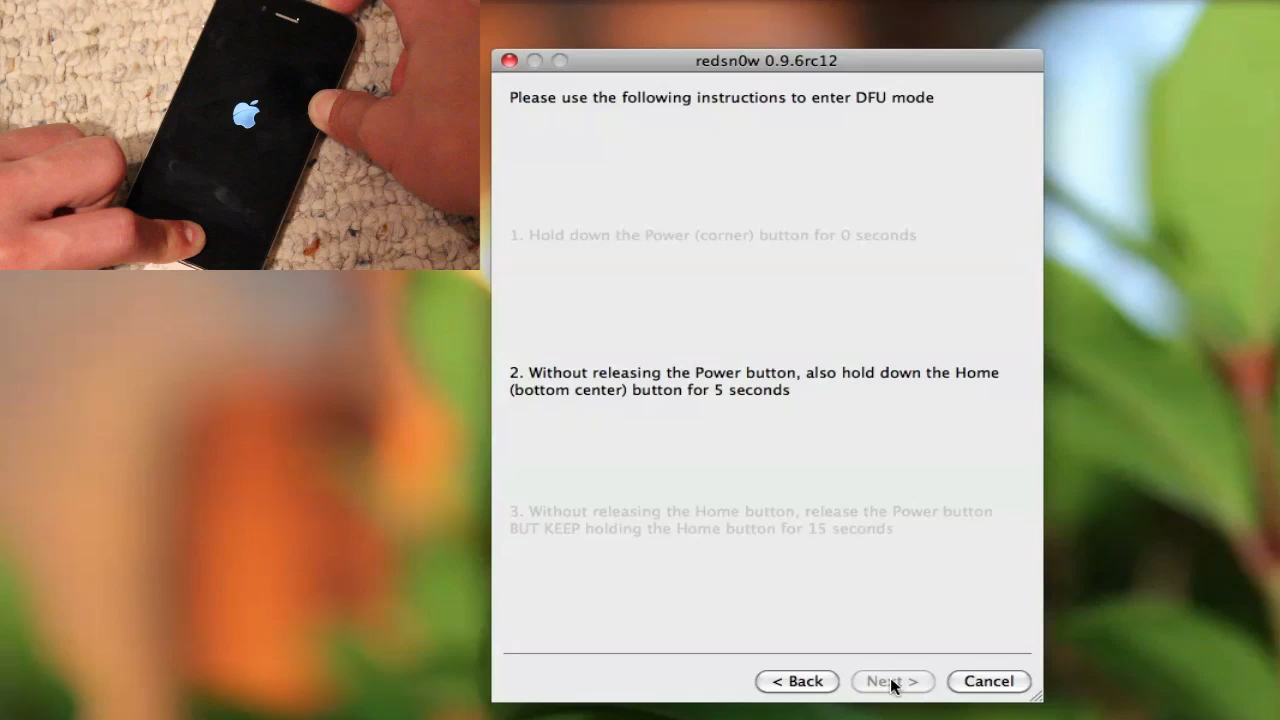 redsn0w 0.9.6rc12
Please use the following instructions to enter DFU mode
1. Hold down the Power (corner) button for 0 seconds
2. Without releasing the Power button, also hold down the Home
(bottom center) button for 5 seconds
3. Without releasing the Home button, release the Power button
BUT KEEP holding the Home button for 15 seconds
< Back
Next >
Cancel